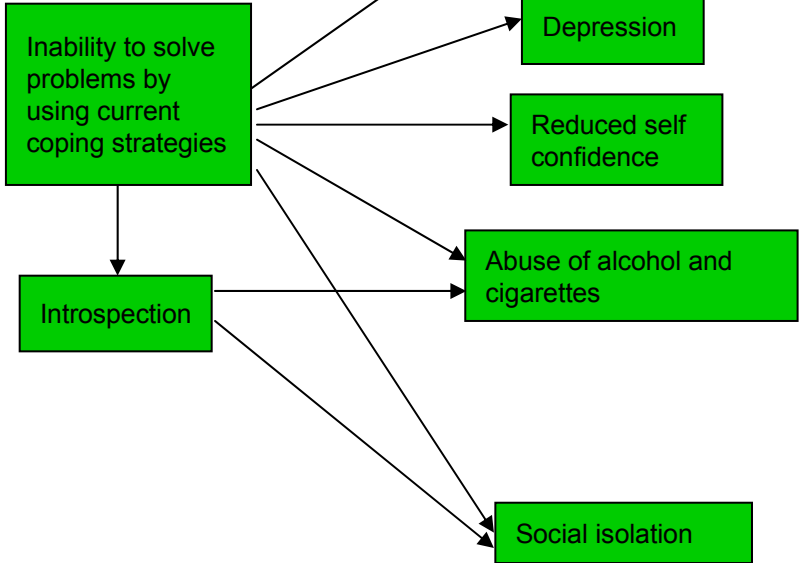 Inability to solve
problems by
using current
coping strategies
Depression
Reduced self
confidence
Abuse of alcohol and
cigarettes
Introspection
Social isolation